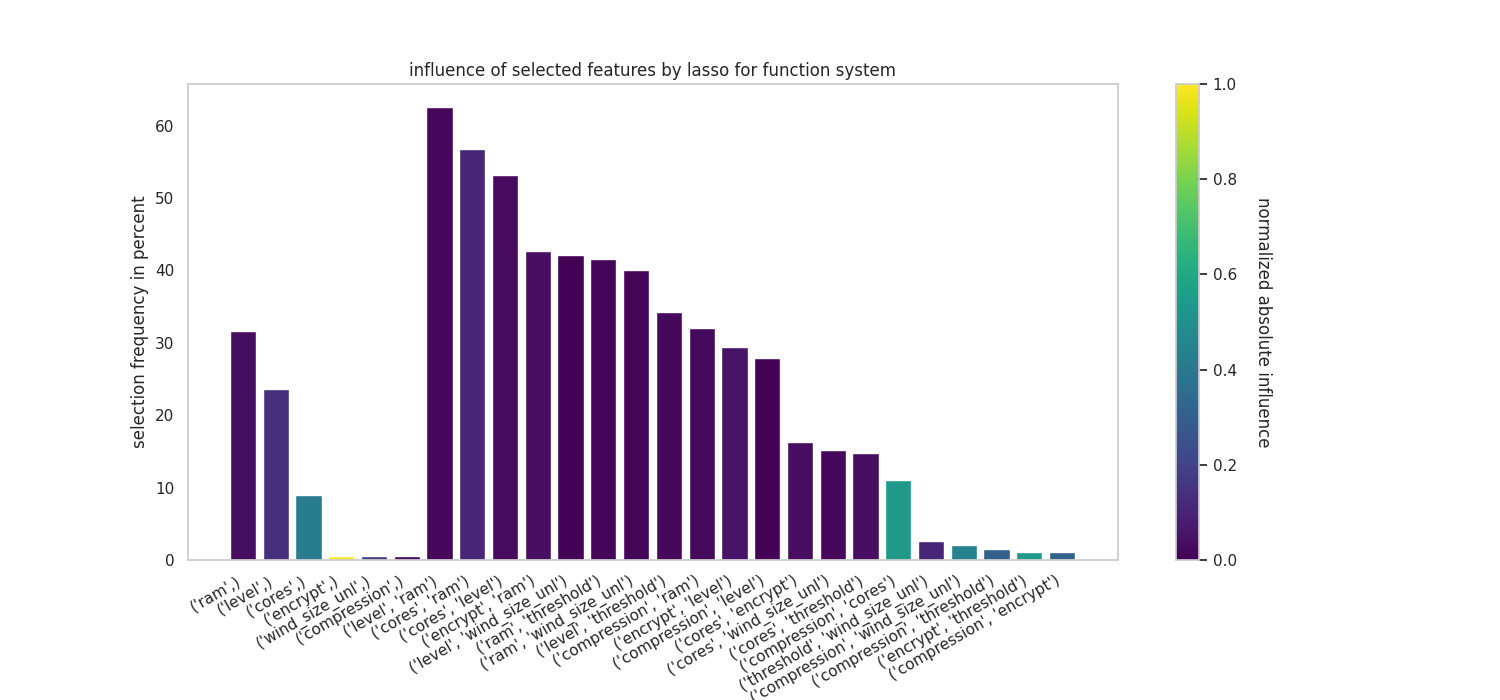 influence of selected features by lasso for function system
selection frequency in percent
60
50
40
30
20
10
0
('ram',)
('level',)
('cores',)
('encrypt',)
('wind_size_unl',)
('compression',)
('level', 'ram')
('cores', 'ram')
('cores', 'level')
('encrypt', 'ram')
('level', 'wind_size_unl')
('ram', 'threshold')
('ram', 'wind_size_unl')
('level', 'threshold')
('compression', 'ram')
('encrypt', 'level')
('compression', 'level')
('cores', 'encrypt')
('cores', 'wind_size_unl')
('cores', 'threshold')
('compression', 'cores')
('threshold', 'wind_size_unl')
('compression', 'wind_size_unl')
('compression', 'threshold')
('encrypt', 'threshold')
('compression', 'encrypt')
1.0
0.8
0.6
0.4
0.2
0.0
normalized absolute influence